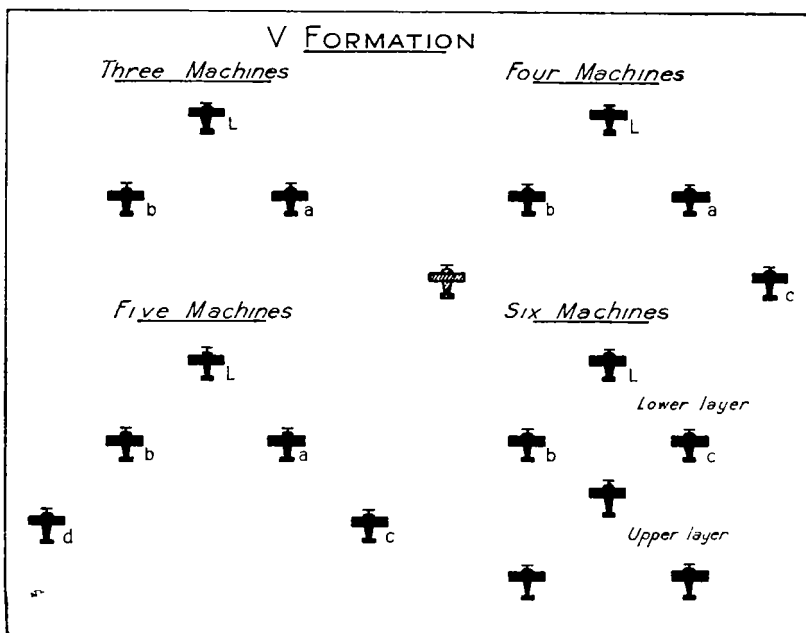 V FORMATION
Three Machines
L
b
a
Four Machines
L
b
a
c
Five Machines
L
b
a
d
c
Six Machines
L
Lower layer
b
c
Upper layer